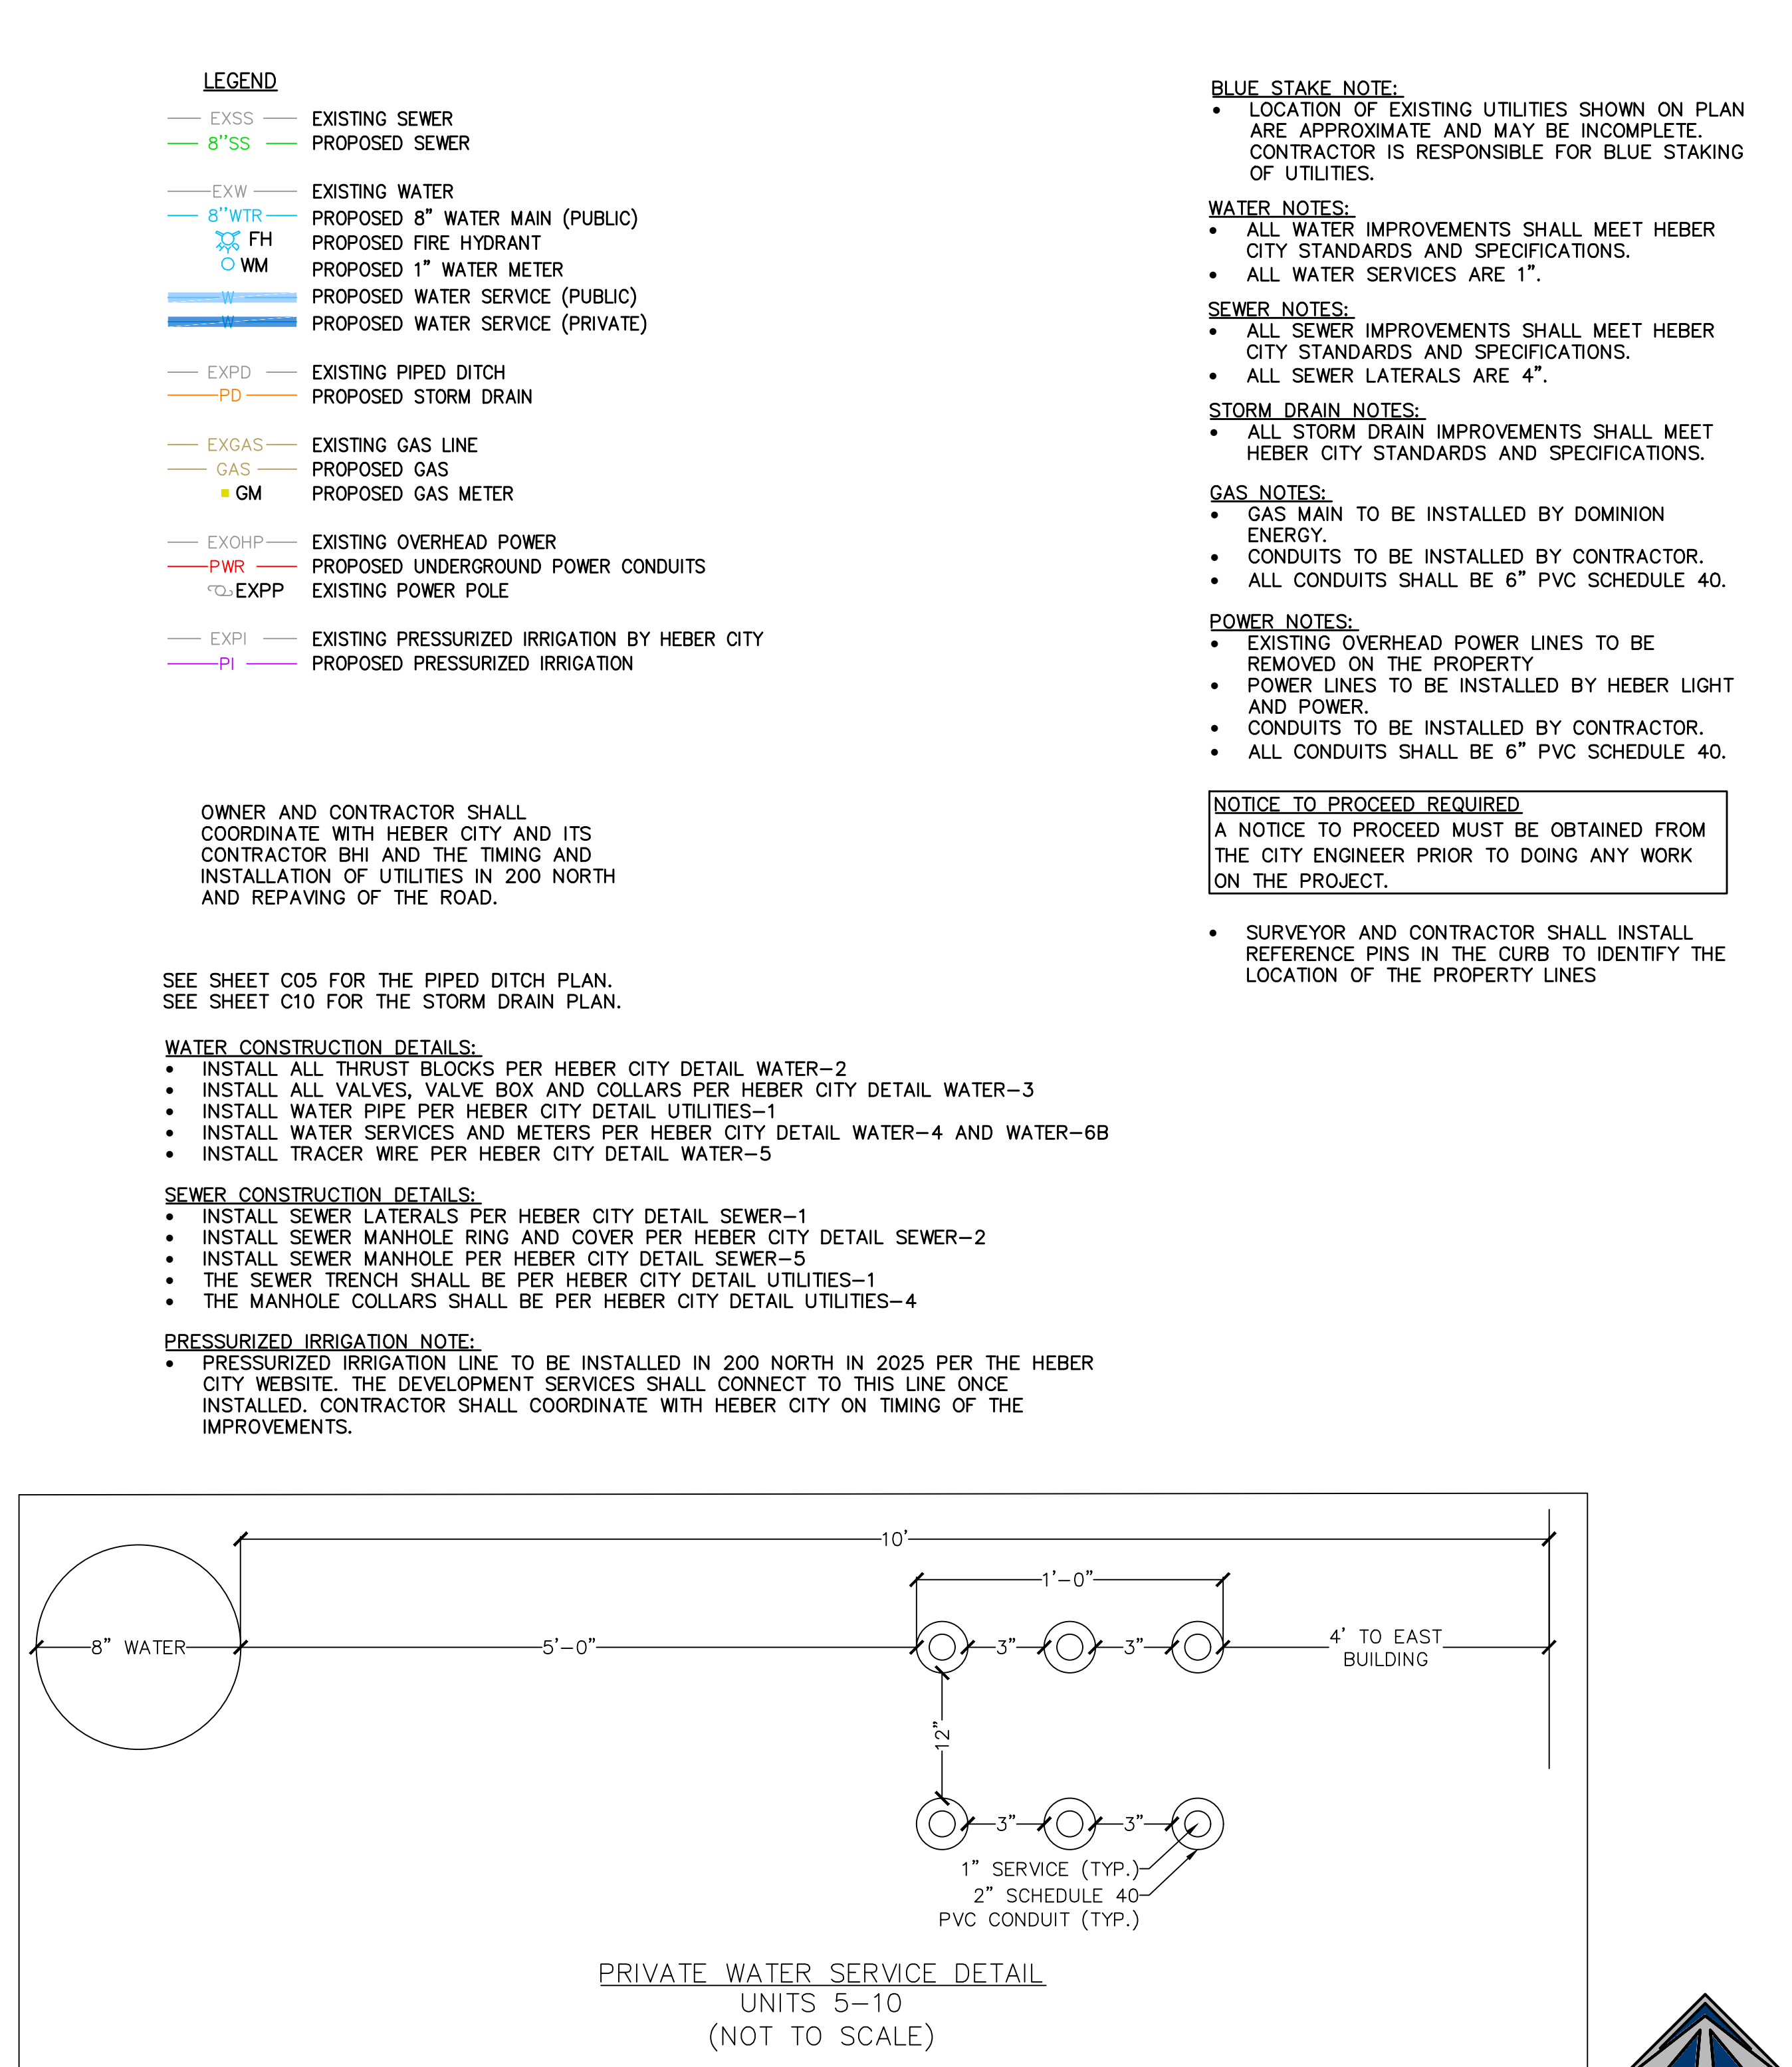 LEGEND
EXSS EXISTING SEWER
8''SS PROPOSED SEWER
EXW EXISTING WATER
8''WTR PROPOSED 8" WATER MAIN (PUBLIC)
FH PROPOSED FIRE HYDRANT
WM PROPOSED 1" WATER METER
W PROPOSED WATER SERVICE (PUBLIC)
W PROPOSED WATER SERVICE (PRIVATE)
EXPD EXISTING PIPED DITCH
PD PROPOSED STORM DRAIN
EXGAS EXISTING GAS LINE
GAS PROPOSED GAS
GM PROPOSED GAS METER
EXOHP EXISTING OVERHEAD POWER
PWR PROPOSED UNDERGROUND POWER CONDUITS
EXPP EXISTING POWER POLE
EXPI EXISTING PRESSURIZED IRRIGATION BY HEBER CITY
PI PROPOSED PRESSURIZED IRRIGATION
OWNER AND CONTRACTOR SHALL
COORDINATE WITH HEBER CITY AND ITS
CONTRACTOR BHI AND THE TIMING AND
INSTALLATION OF UTILITIES IN 200 NORTH
AND REPAVING OF THE ROAD.
SEE SHEET C05 FOR THE PIPED DITCH PLAN.
SEE SHEET C10 FOR THE STORM DRAIN PLAN.
WATER CONSTRUCTION DETAILS:
• INSTALL ALL THRUST BLOCKS PER HEBER CITY DETAIL WATER-2
• INSTALL ALL VALVES, VALVE BOX AND COLLARS PER HEBER CITY DETAIL WATER-3
• INSTALL WATER PIPE PER HEBER CITY DETAIL UTILITIES-1
• INSTALL WATER SERVICES AND METERS PER HEBER CITY DETAIL WATER-4 AND WATER-6B
• INSTALL TRACER WIRE PER HEBER CITY DETAIL WATER-5
SEWER CONSTRUCTION DETAILS:
• INSTALL SEWER LATERALS PER HEBER CITY DETAIL SEWER-1
• INSTALL SEWER MANHOLE RING AND COVER PER HEBER CITY DETAIL SEWER-2
• INSTALL SEWER MANHOLE PER HEBER CITY DETAIL SEWER-5
• THE SEWER TRENCH SHALL BE PER HEBER CITY DETAIL UTILITIES-1
• THE MANHOLE COLLARS SHALL BE PER HEBER CITY DETAIL UTILITIES-4
PRESSURIZED IRRIGATION NOTE:
• PRESSURIZED IRRIGATION LINE TO BE INSTALLED IN 200 NORTH IN 2025 PER THE HEBER
CITY WEBSITE. THE DEVELOPMENT SERVICES SHALL CONNECT TO THIS LINE ONCE
INSTALLED. CONTRACTOR SHALL COORDINATE WITH HEBER CITY ON TIMING OF THE
IMPROVEMENTS.
BLUE STAKE NOTE:
• LOCATION OF EXISTING UTILITIES SHOWN ON PLAN
ARE APPROXIMATE AND MAY BE INCOMPLETE.
CONTRACTOR IS RESPONSIBLE FOR BLUE STAKING
OF UTILITIES.
WATER NOTES:
• ALL WATER IMPROVEMENTS SHALL MEET HEBER
CITY STANDARDS AND SPECIFICATIONS.
• ALL WATER SERVICES ARE 1".
SEWER NOTES:
• ALL SEWER IMPROVEMENTS SHALL MEET HEBER
CITY STANDARDS AND SPECIFICATIONS.
• ALL SEWER LATERALS ARE 4".
STORM DRAIN NOTES:
• ALL STORM DRAIN IMPROVEMENTS SHALL MEET
HEBER CITY STANDARDS AND SPECIFICATIONS.
GAS NOTES:
• GAS MAIN TO BE INSTALLED BY DOMINION
ENERGY.
• CONDUITS TO BE INSTALLED BY CONTRACTOR.
• ALL CONDUITS SHALL BE 6" PVC SCHEDULE 40.
POWER NOTES:
• EXISTING OVERHEAD POWER LINES TO BE
REMOVED ON THE PROPERTY
• POWER LINES TO BE INSTALLED BY HEBER LIGHT
AND POWER.
• CONDUITS TO BE INSTALLED BY CONTRACTOR.
• ALL CONDUITS SHALL BE 6" PVC SCHEDULE 40.
NOTICE TO PROCEED REQUIRED
A NOTICE TO PROCEED MUST BE OBTAINED FROM
THE CITY ENGINEER PRIOR TO DOING ANY WORK
ON THE PROJECT.
• SURVEYOR AND CONTRACTOR SHALL INSTALL
REFERENCE PINS IN THE CURB TO IDENTIFY THE
LOCATION OF THE PROPERTY LINES
10'
1'-0"
8" WATER
5'-0"
3"
3"
4' TO EAST
BUILDING
12"
3"
3"
1" SERVICE (TYP.)
2" SCHEDULE 40
PVC CONDUIT (TYP.)
PRIVATE WATER SERVICE DETAIL
UNITS 5-10
(NOT TO SCALE)